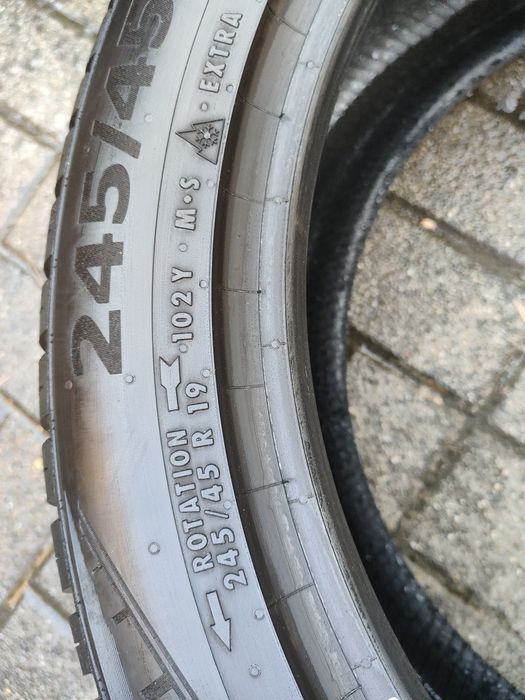 245/45
ROTATION
245/45 R 19 · 102Y · M·S · EXTRA